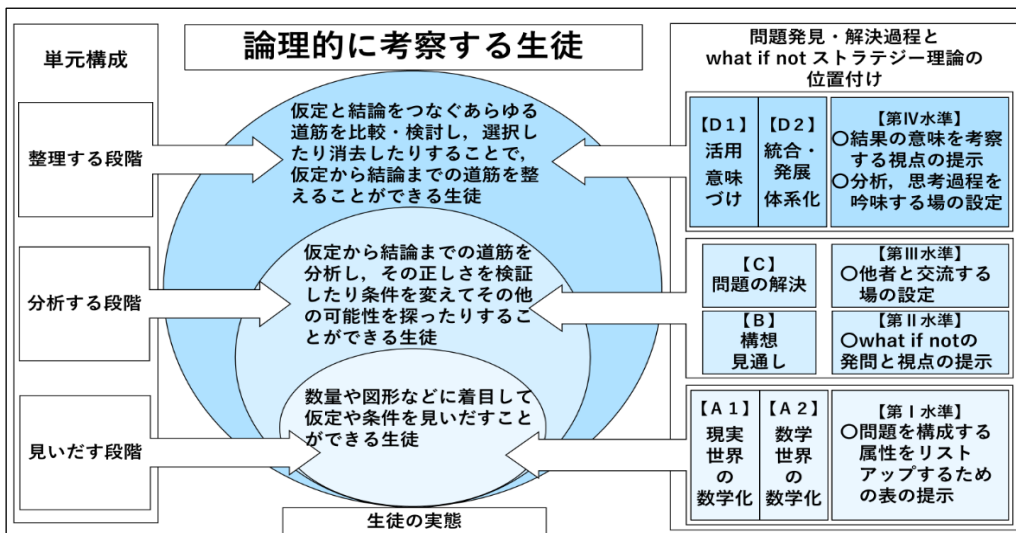 論理的に考察する生徒
単元構成
整理する段階
分析する段階
見いだす段階
仮定と結論をつなぐあらゆる
道筋を比較・検討し，選択し
たり消去したりすることで，
仮定から結論までの道筋を整
えることができる生徒
仮定から結論までの道筋を
分析し，その正しさを検証
したり条件を変えてその他
の可能性を探ったりするこ
とができる生徒
数量や図形などに着目して
仮定や条件を見いだすこと
ができる生徒
生徒の実態
問題発見・解決過程と
what if not ストラテジー理論の
位置付け
【D１】
活用
意味
づけ
【D２】
統合・
発展
体系化
【第Ⅳ水準】
〇結果の意味を考察
する視点の提示
〇分析，思考過程を
吟味する場の設定
【C】
問題の解決
【第Ⅲ水準】
〇他者と交流する
場の設定
【B】
構想
見通し
【第Ⅱ水準】
〇what if notの
発問と視点の提示
【A１】
現実
世界
の
数学化
【A２】
数学
世界
の
数学化
【第Ⅰ水準】
〇問題を構成する
属性をリスト
アップするため
の表の提示